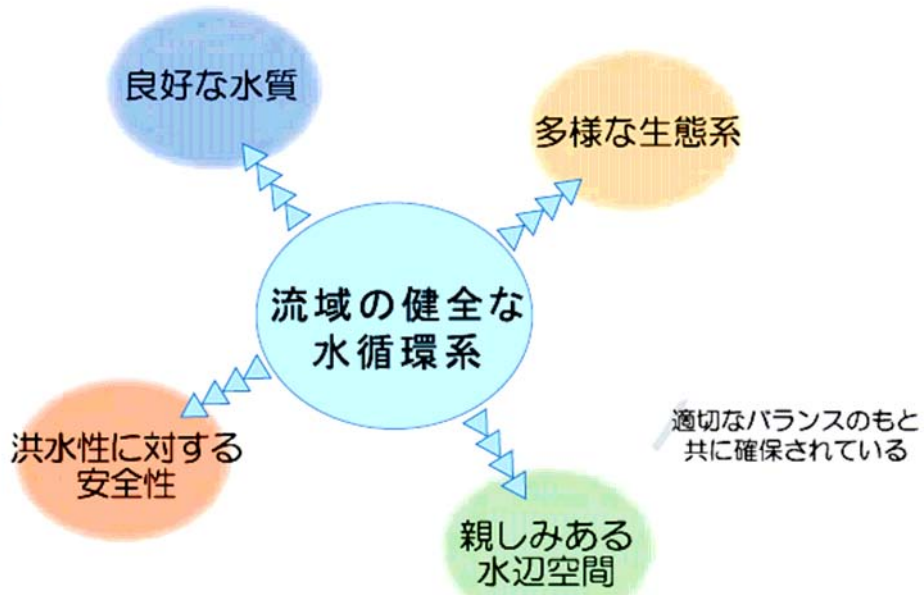 良好な水質
多様な生態系
流域の健全な
水循環系
洪水性に対する
安全性
適切なバランスのもと
共に確保されている
親しみある
水辺空間